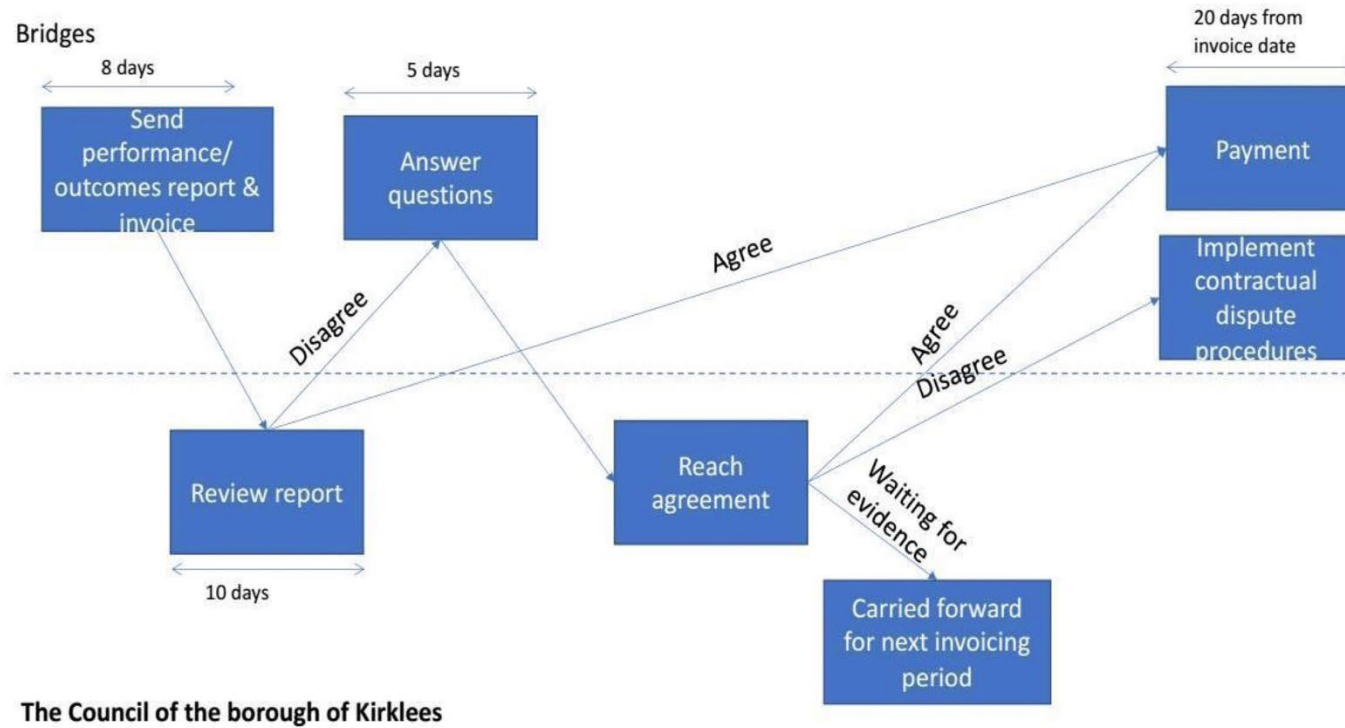 Bridges
8 days
5 days
20 days from
invoice date
Send
performance/
outcomes report &
invoice
Answer
questions
Payment
Agree
Disagree
Agree
Disagree
Implement
contractual
dispute
procedures
Review report
10 days
Reach
agreement
Waiting for
evidence
Carried forward
for next invoicing
period
The Council of the borough of Kirklees